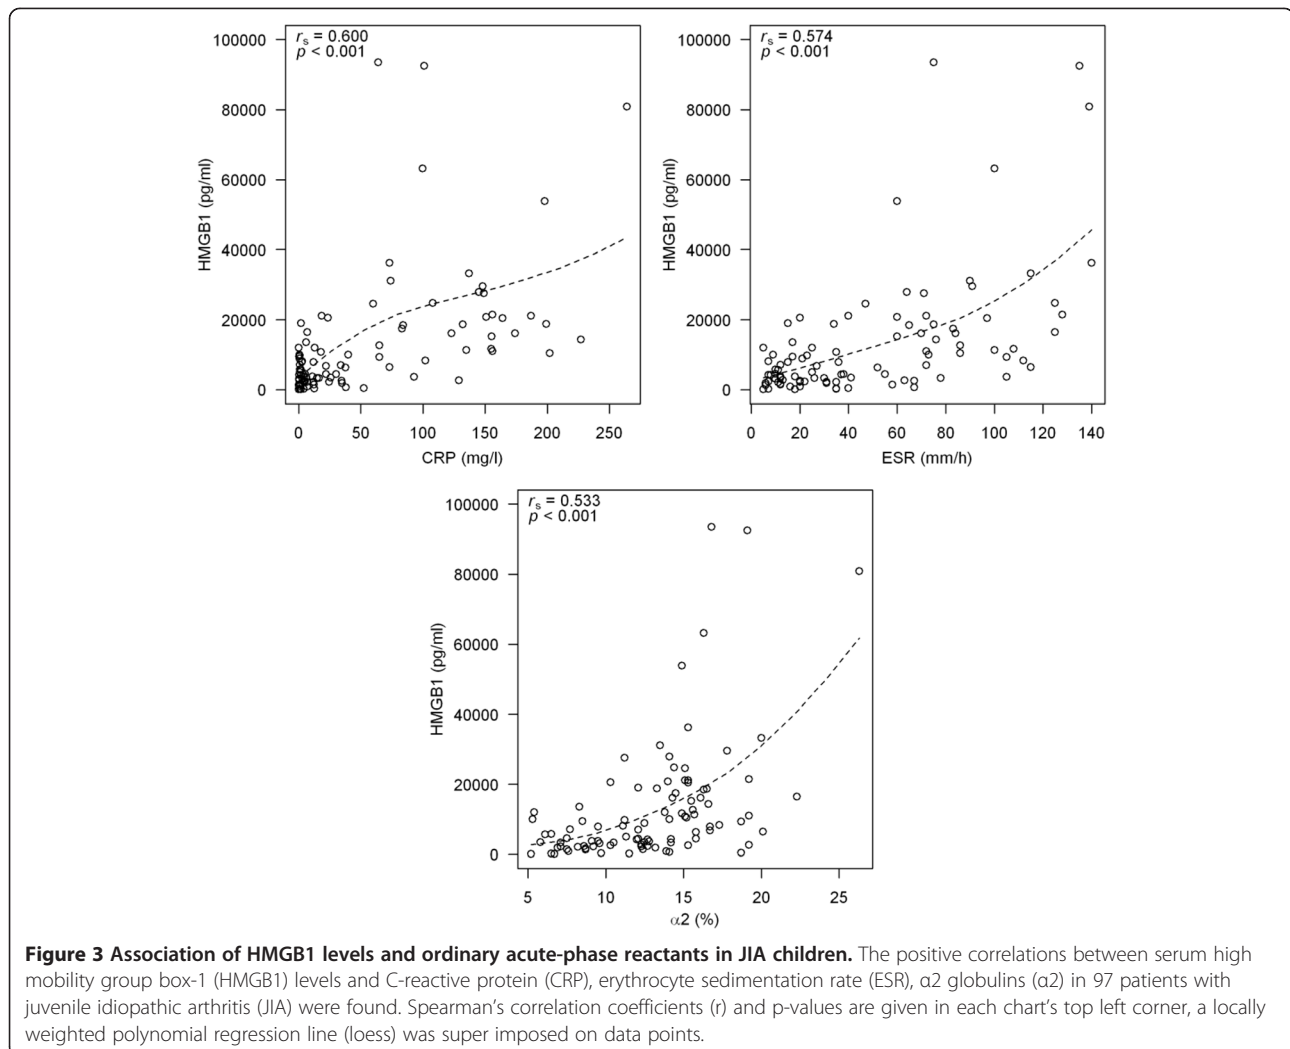 r_s = 0.600
p < 0.001
100000
80000
60000
40000
20000
0
HMGB1 (pg/ml)
0 50 100 150 200 250
CRP (mg/l)
r_s = 0.574
p < 0.001
100000
80000
60000
40000
20000
0
HMGB1 (pg/ml)
0 20 40 60 80 100 120 140
ESR (mm/h)
r_s = 0.533
p < 0.001
100000
80000
60000
40000
20000
0
HMGB1 (pg/ml)
5 10 15 20 25
α2 (%)
Figure 3 Association of HMGB1 levels and ordinary acute-phase reactants in JIA children. The positive correlations between serum high
mobility group box-1 (HMGB1) levels and C-reactive protein (CRP), erythrocyte sedimentation rate (ESR), α2 globulins (α2) in 97 patients with
juvenile idiopathic arthritis (JIA) were found. Spearman's correlation coefficients (r) and p-values are given in each chart's top left corner, a locally
weighted polynomial regression line (loess) was super imposed on data points.